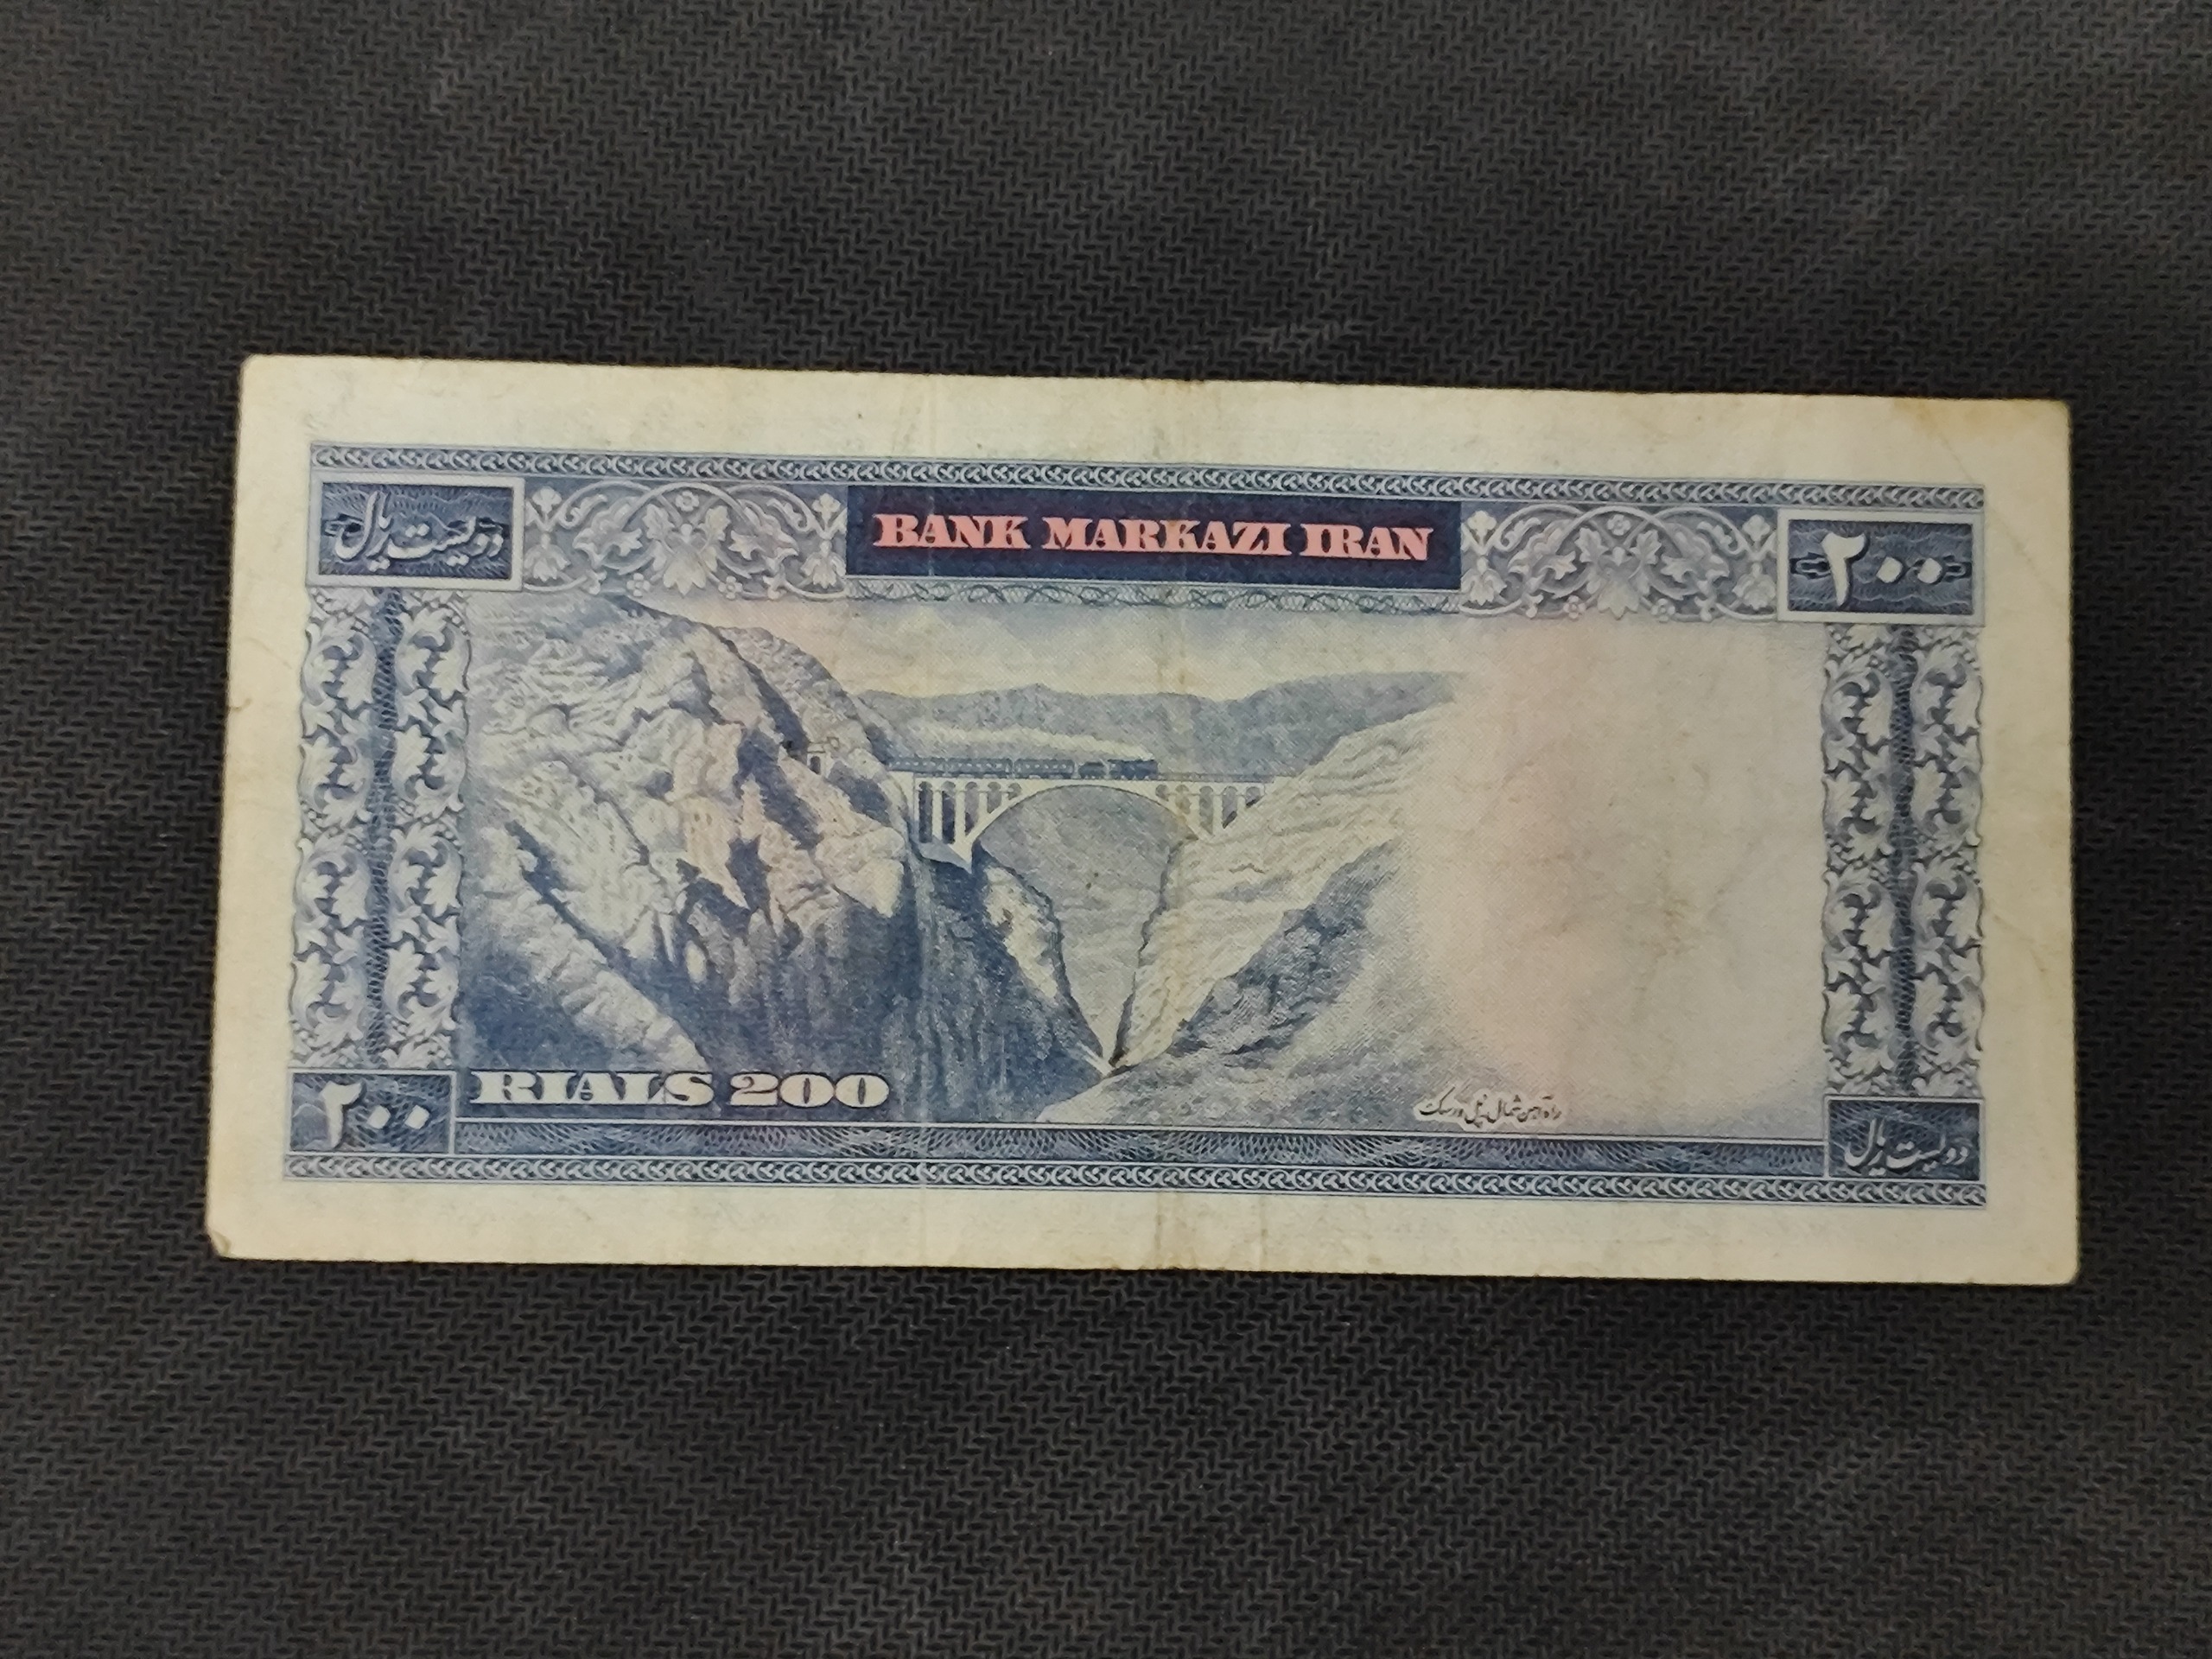 دویست ریال
BANK MARKAZI IRAN
۲۰۰
RIALS 200
۲۰۰
راه آهن شمال پل ورسک
دویست ریال